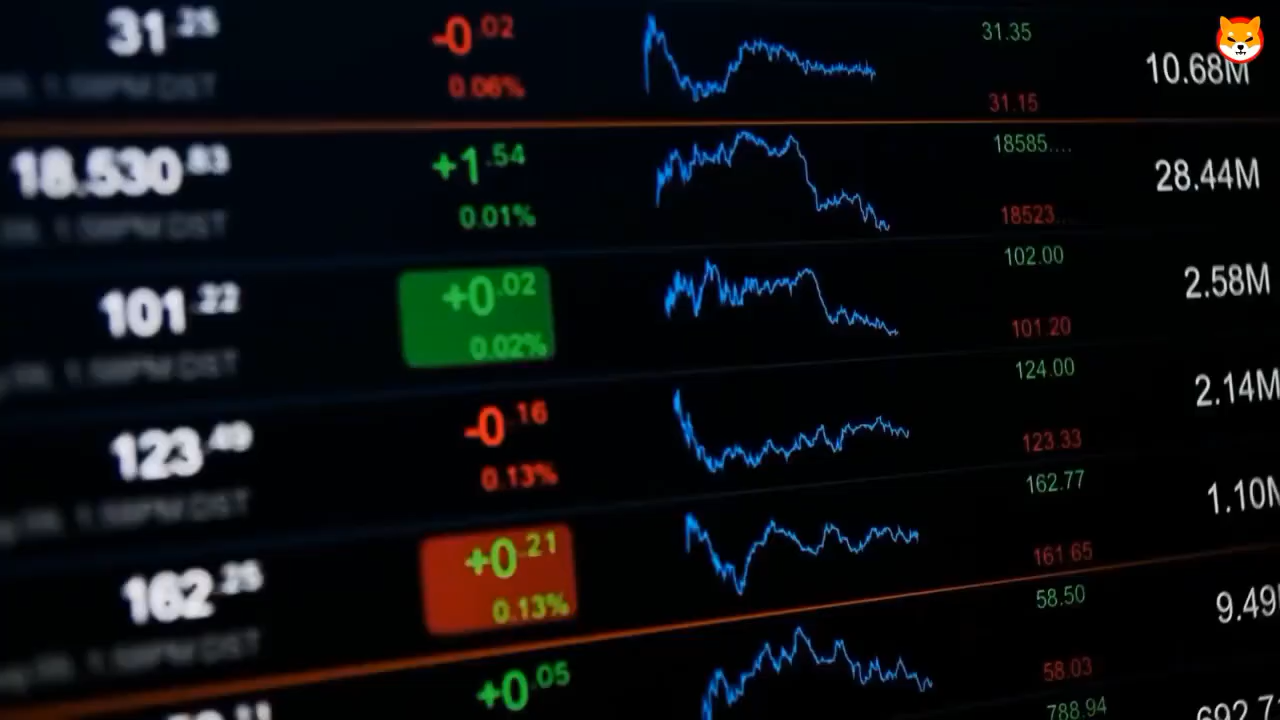 31.25 -0.02 31.35 10.68M
0.06% 31.15
18.530.83 +1.54 18585.... 28.44M
0.01% 18523...
101.22 +0.02 102.00 2.58M
0.02% 101.20
123.49 -0.16 124.00 2.14M
0.13% 123.33
162.25 +0.21 162.77 1.10M
0.13% 161.65
+0.05 58.50 9.49
58.03
788.94